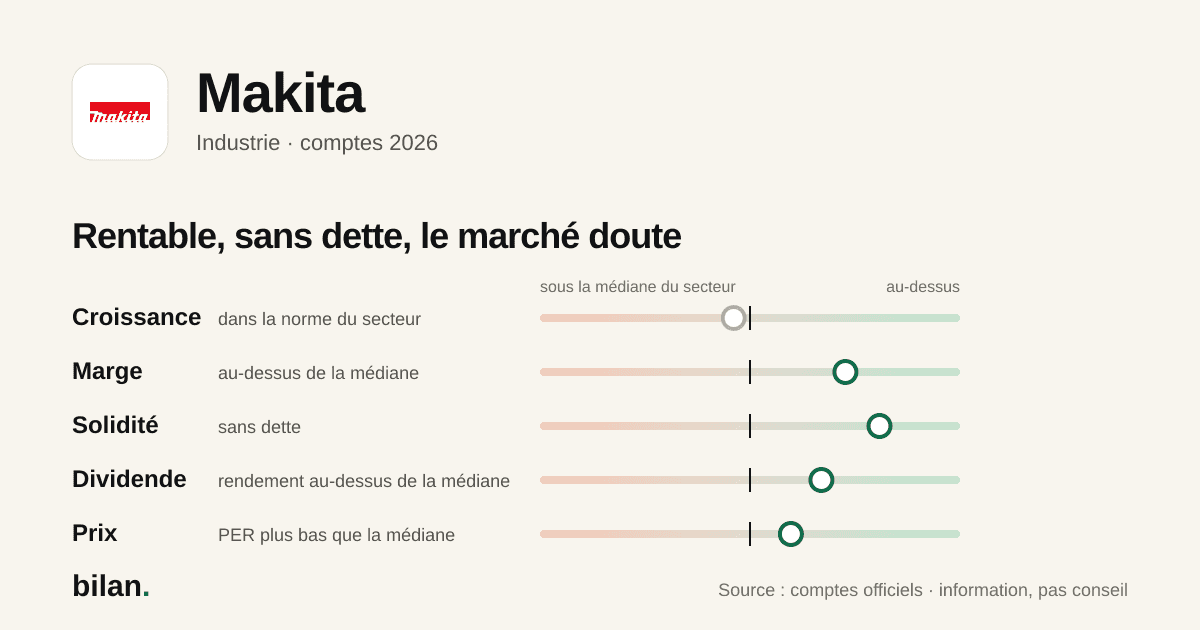 Makita
Makita
Industrie · comptes 2026
Rentable, sans dette, le marché doute
sous la médiane du secteur au-dessus
Croissance dans la norme du secteur
Marge au-dessus de la médiane
Solidité sans dette
Dividende rendement au-dessus de la médiane
Prix PER plus bas que la médiane
bilan.
Source : comptes officiels · information, pas conseil